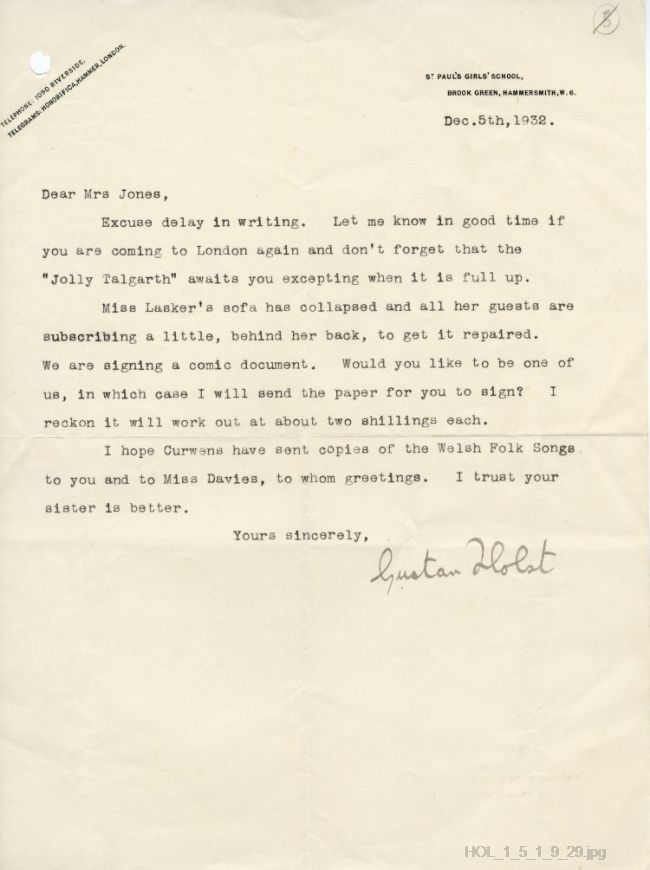 8
TELEPHONE: 1090 RIVERSIDE.
TELEGRAMS: HONORIFICA, HAMMER, LONDON.
ST PAUL'S GIRLS' SCHOOL,
BROOK GREEN, HAMMERSMITH, W.6.
Dec.5th,1932.
Dear Mrs Jones,
Excuse delay in writing. Let me know in good time if
you are coming to London again and don't forget that the
"Jolly Talgarth" awaits you excepting when it is full up.
Miss Lasker's sofa has collapsed and all her guests are
subscribing a little, behind her back, to get it repaired.
We are signing a comic document. Would you like to be one of
us, in which case I will send the paper for you to sign? I
reckon it will work out at about two shillings each.
I hope Curwens have sent copies of the Welsh Folk Songs
to you and to Miss Davies, to whom greetings. I trust your
sister is better.
Yours sincerely,
Gustav Holst
HOL_1_5_1_9_29.jpg